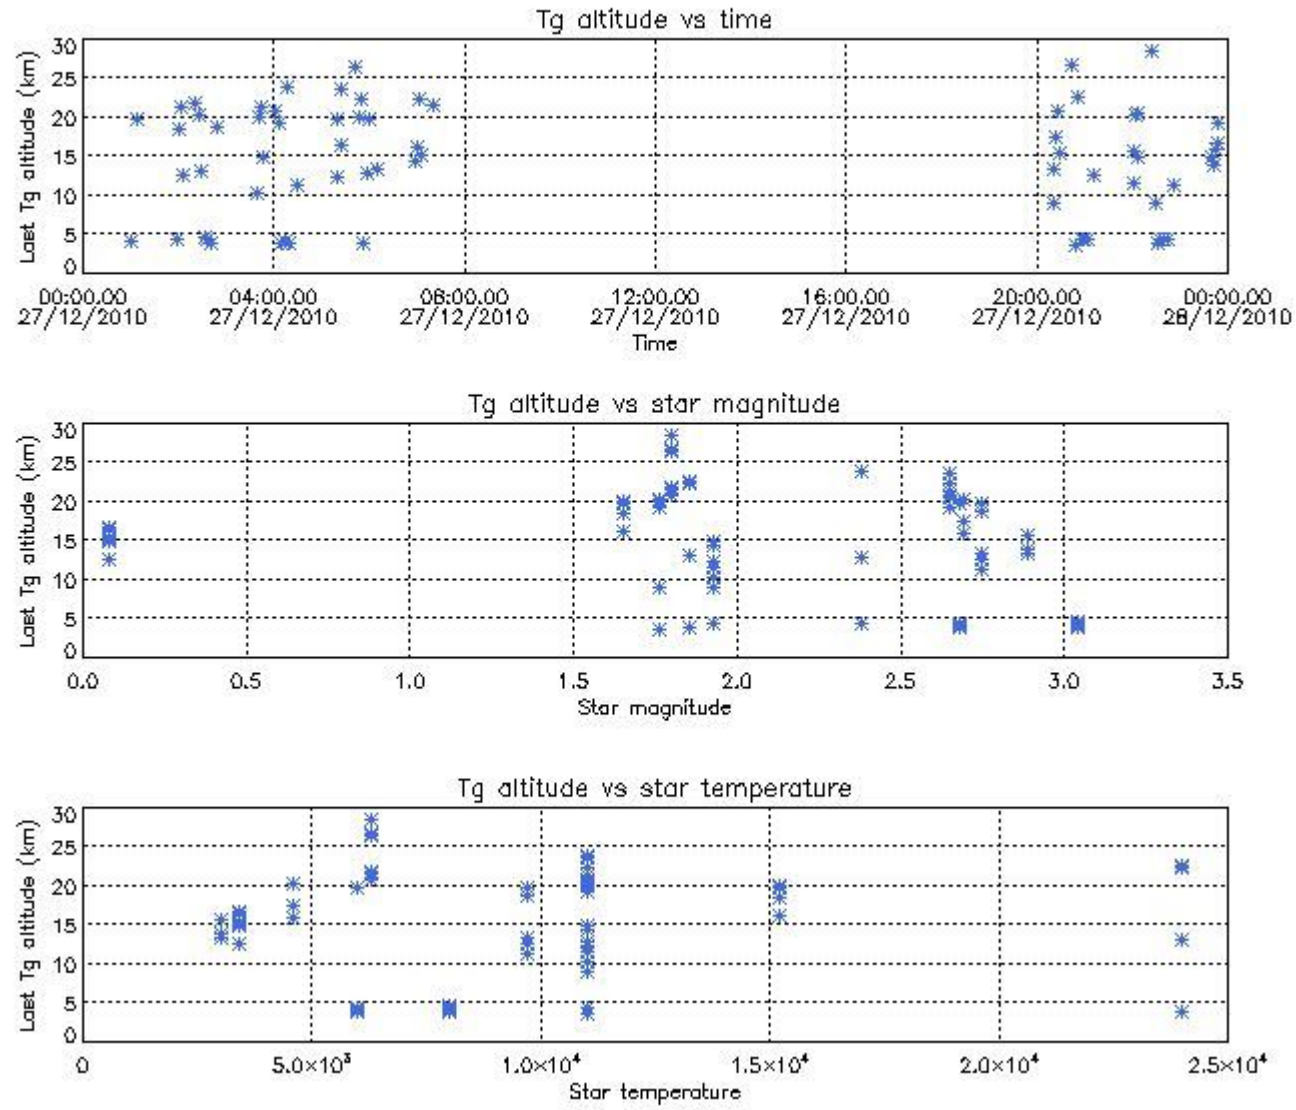 Tg altitude vs time
Last Tg altitude (km)
30
25
20
15
10
5
0
00:00.00 04:00.00 08:00.00 12:00.00 16:00.00 20:00.00 00:00.00
27/12/2010 27/12/2010 27/12/2010 27/12/2010 27/12/2010 27/12/2010 28/12/2010
Time
Tg altitude vs star magnitude
Last Tg altitude (km)
30
25
20
15
10
5
0
0.0 0.5 1.0 1.5 2.0 2.5 3.0 3.5
Star magnitude
Tg altitude vs star temperature
Last Tg altitude (km)
30
25
20
15
10
5
0
0 5.0×10³ 1.0×10⁴ 1.5×10⁴ 2.0×10⁴ 2.5×10⁴
Star temperature